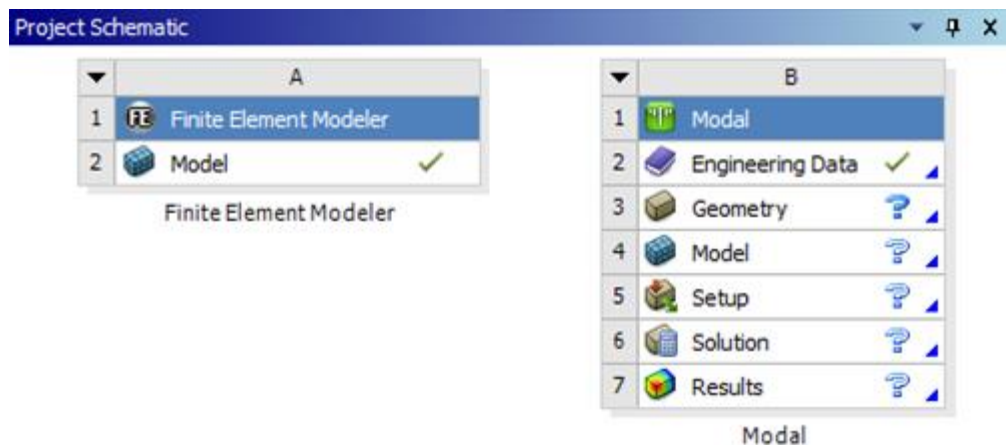 Project Schematic
A
1 Finite Element Modeler
2 Model
Finite Element Modeler
B
1 Modal
2 Engineering Data
3 Geometry
4 Model
5 Setup
6 Solution
7 Results
Modal